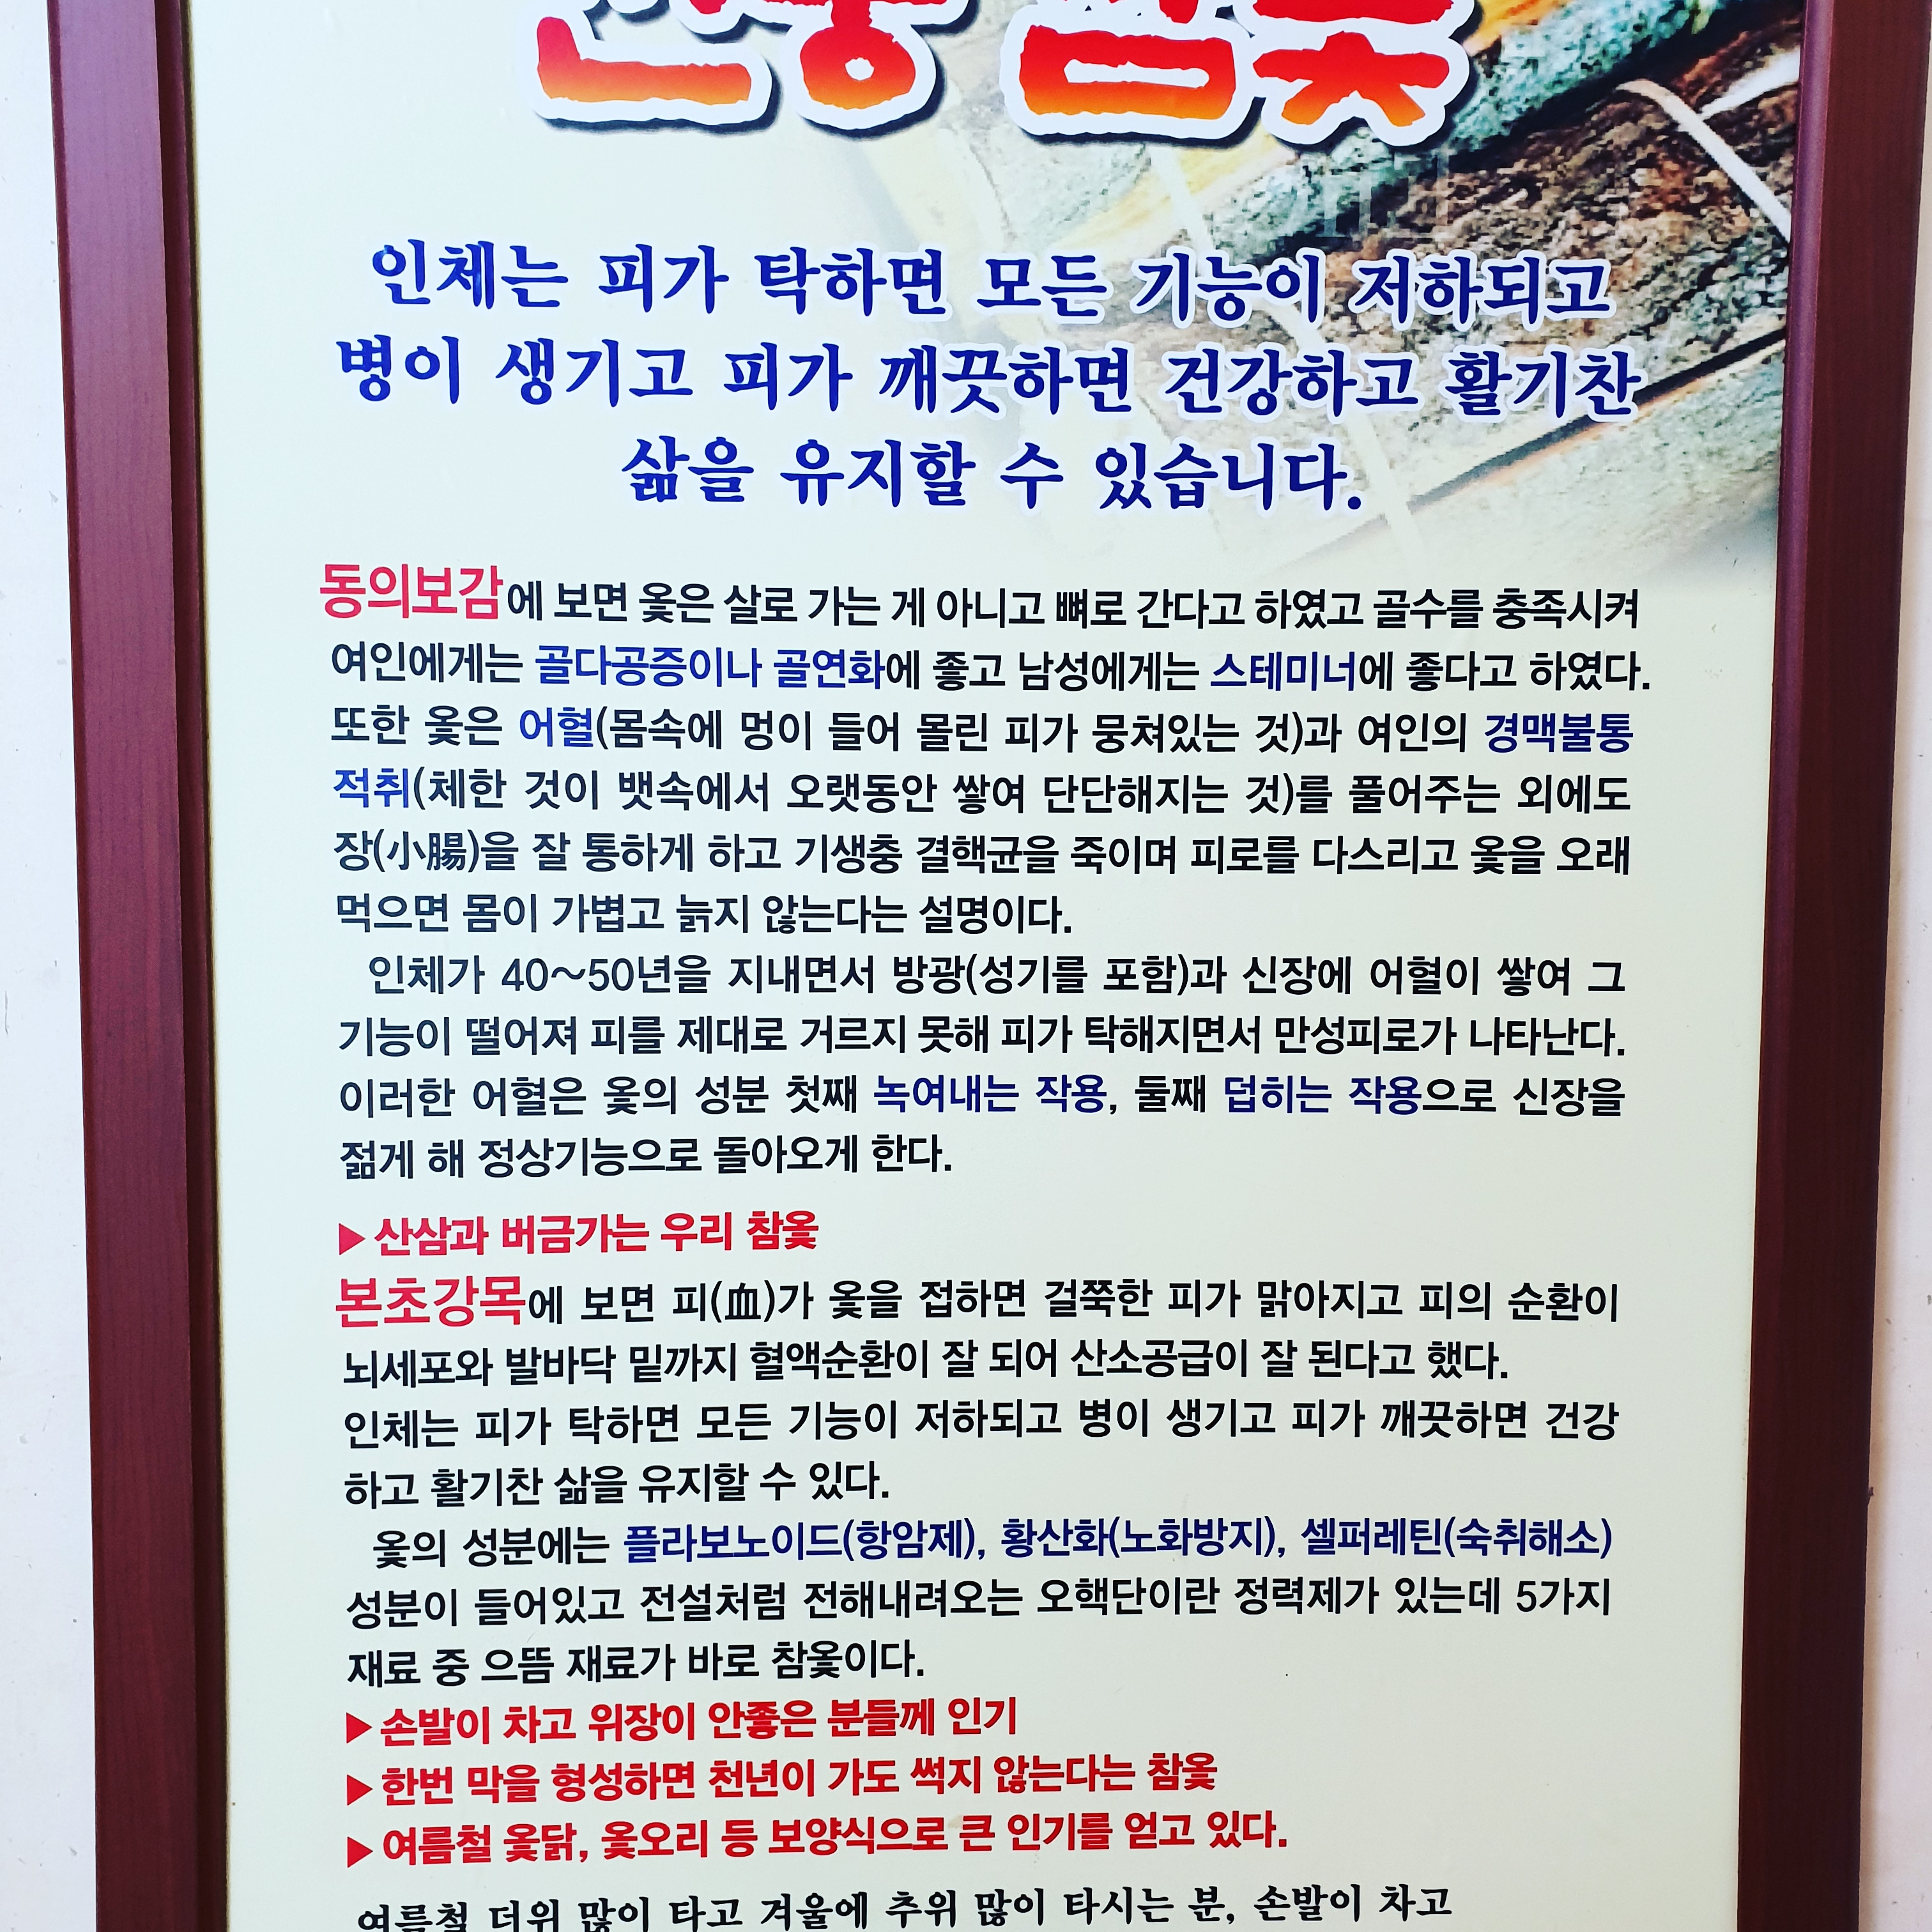 인체는 피가 탁하면 모든 기능이 저하되고
병이 생기고 피가 깨끗하면 건강하고 활기찬
삶을 유지할 수 있습니다.
동의보감에 보면 옻은 살로 가는 게 아니고 뼈로 간다고 하였고 골수를 충족시켜
여인에게는 골다공증이나 골연화에 좋고 남성에게는 스테미너에 좋다고 하였다.
또한 옻은 어혈(몸속에 멍이 들어 몰린 피가 뭉쳐있는 것)과 여인의 경맥불통
적취(체한 것이 뱃속에서 오랫동안 쌓여 단단해지는 것)를 풀어주는 외에도
장(小腸)을 잘 통하게 하고 기생충 결핵균을 죽이며 피로를 다스리고 옻을 오래
먹으면 몸이 가볍고 늙지 않는다는 설명이다.
인체가 40～50년을 지내면서 방광(성기를 포함)과 신장에 어혈이 쌓여 그
기능이 떨어져 피를 제대로 거르지 못해 피가 탁해지면서 만성피로가 나타난다.
이러한 어혈은 옻의 성분 첫째 녹여내는 작용, 둘째 덥히는 작용으로 신장을
젊게 해 정상기능으로 돌아오게 한다.
▶산삼과 버금가는 우리 참옻
본초강목에 보면 피(血)가 옻을 접하면 걸쭉한 피가 맑아지고 피의 순환이
뇌세포와 발바닥 밑까지 혈액순환이 잘 되어 산소공급이 잘 된다고 했다.
인체는 피가 탁하면 모든 기능이 저하되고 병이 생기고 피가 깨끗하면 건강
하고 활기찬 삶을 유지할 수 있다.
옻의 성분에는 플라보노이드(항암제), 황산화(노화방지), 셀퍼레틴(숙취해소)
성분이 들어있고 전설처럼 전해내려오는 오핵단이란 정력제가 있는데 5가지
재료 중 으뜸 재료가 바로 참옻이다.
▶손발이 차고 위장이 안좋은 분들께 인기
▶한번 막을 형성하면 천년이 가도 썩지 않는다는 참옻
▶여름철 옻닭, 옻오리 등 보양식으로 큰 인기를 얻고 있다.
여름철 더위 많이 타고 겨울에 추위 많이 타시는 분, 손발이 차고